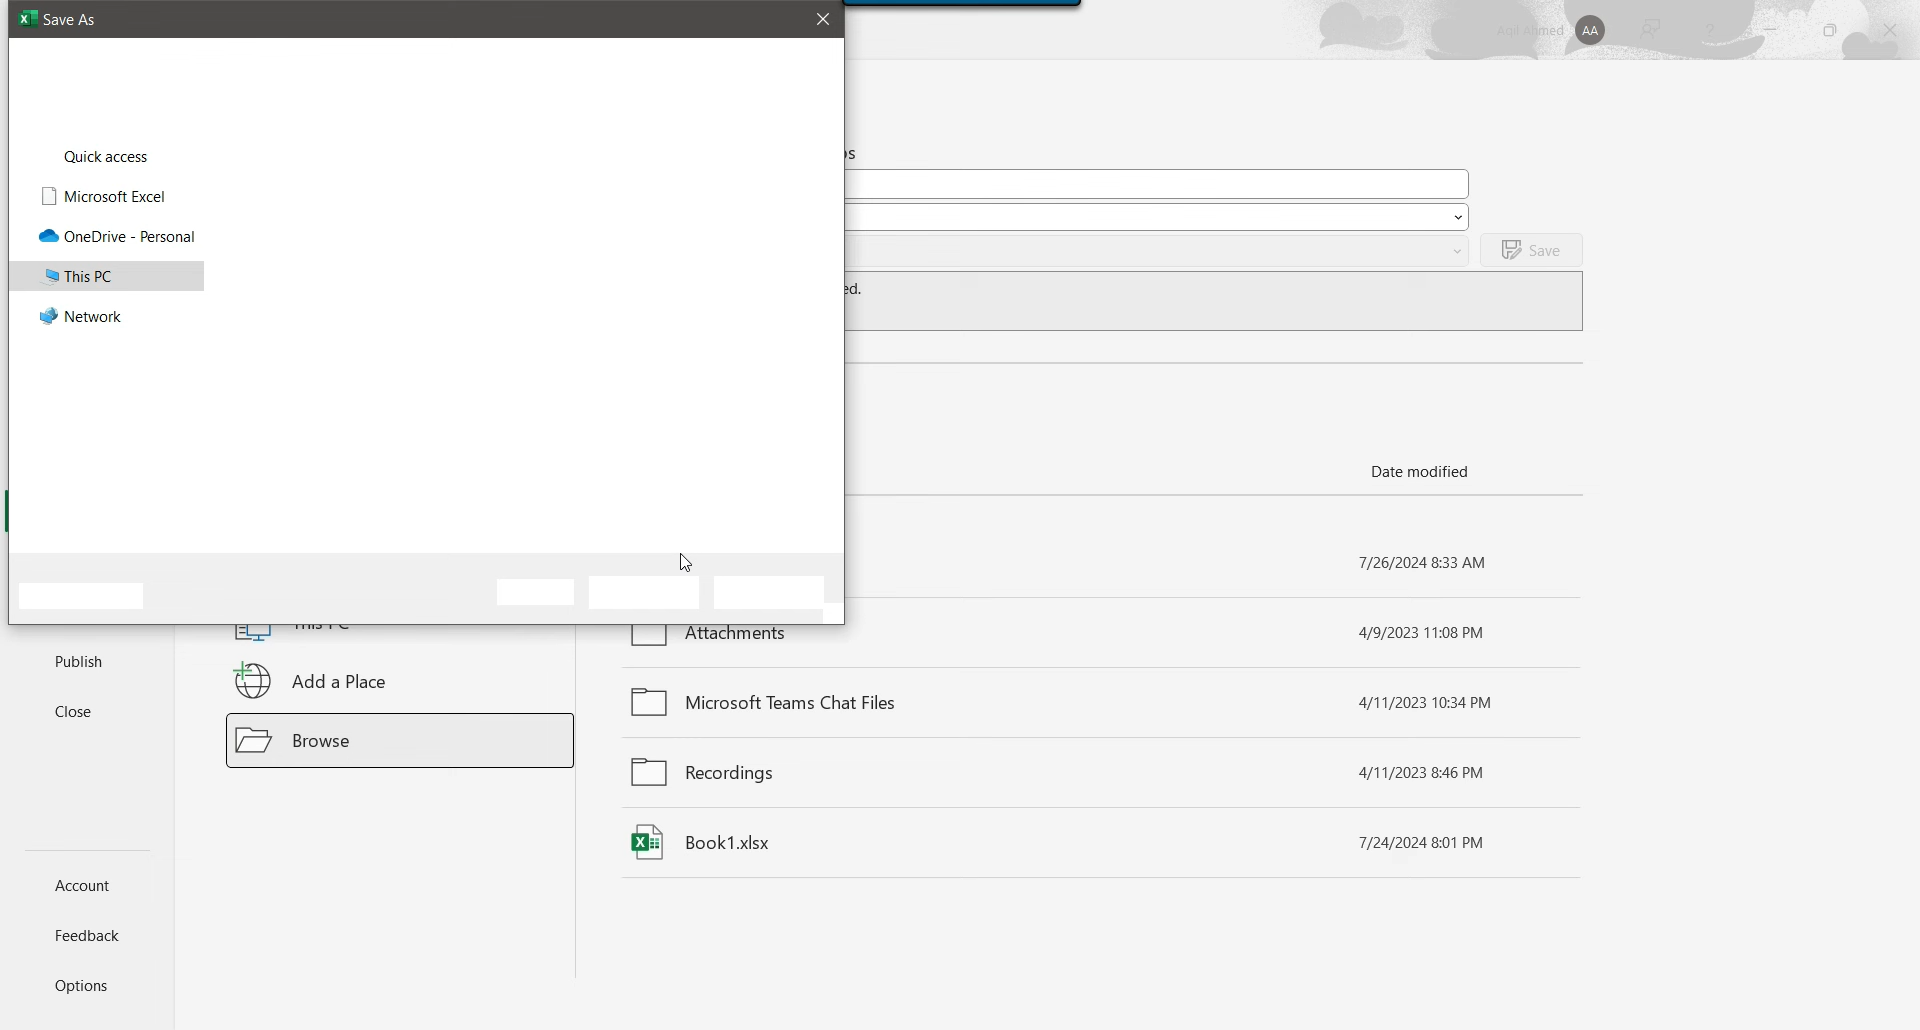 Save As
Aqil Ahmed AA
?
Quick access
Microsoft Excel
OneDrive - Personal
This PC
Network
Save
ed.
Date modified
7/26/2024 8:33 AM
Attachments 4/9/2023 11:08 PM
Microsoft Teams Chat Files 4/11/2023 10:34 PM
Recordings 4/11/2023 8:46 PM
Book1.xlsx 7/24/2024 8:01 PM
This PC
Add a Place
Browse
Publish
Close
Account
Feedback
Options